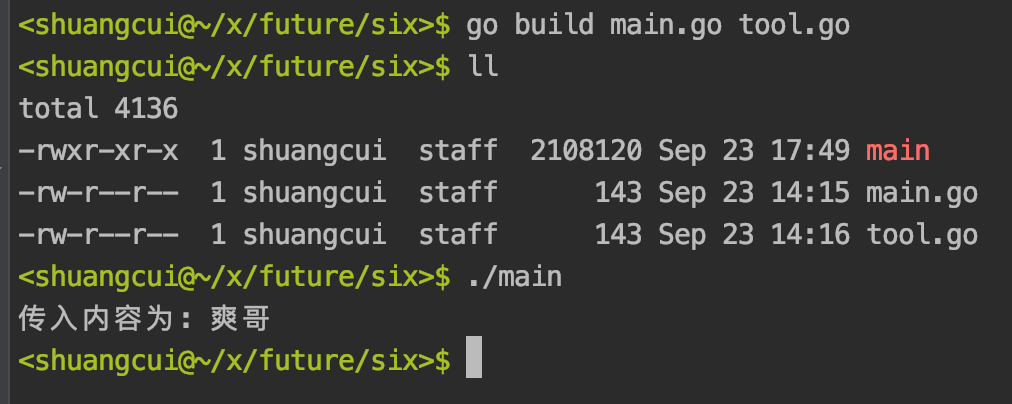 <shuangcui@~/x/future/six>$ go build main.go tool.go
<shuangcui@~/x/future/six>$ ll
total 4136
-rwxr-xr-x  1 shuangcui  staff  2108120 Sep 23 17:49 main
-rw-r--r--  1 shuangcui  staff      143 Sep 23 14:15 main.go
-rw-r--r--  1 shuangcui  staff      143 Sep 23 14:16 tool.go
<shuangcui@~/x/future/six>$ ./main
传入内容为: 爽哥
<shuangcui@~/x/future/six>$